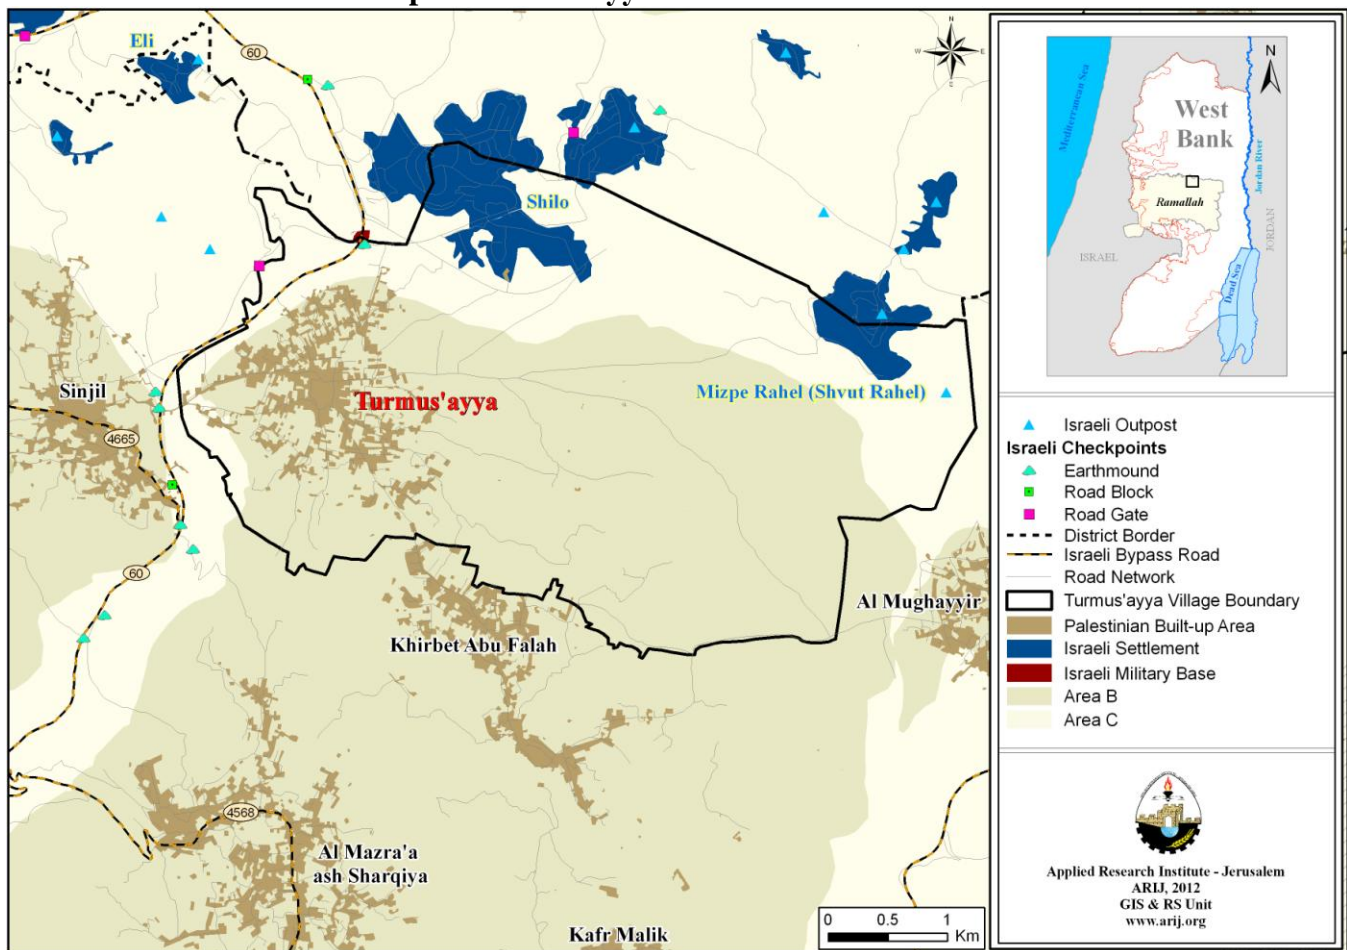 Eli
60
Shilo
Sinjil
4665
Turmus'ayya
Mizpe Rahel (Shvut Rahel)
60
Khirbet Abu Falah
Al Mughayyir
4568
Al Mazra'a
ash Sharqiya
Kafr Malik
N
W
E
S
0 0.5 1
Km
N
Mediterranean Sea
West
Bank
Jordan River
Ramallah
JORDAN
ISRAEL
Dead Sea
Israeli Outpost
Israeli Checkpoints
Earthmound
Road Block
Road Gate
District Border
Israeli Bypass Road
Road Network
Turmus'ayya Village Boundary
Palestinian Built-up Area
Israeli Settlement
Israeli Military Base
Area B
Area C
Applied Research Institute - Jerusalem
ARIJ, 2012
GIS & RS Unit
www.arij.org